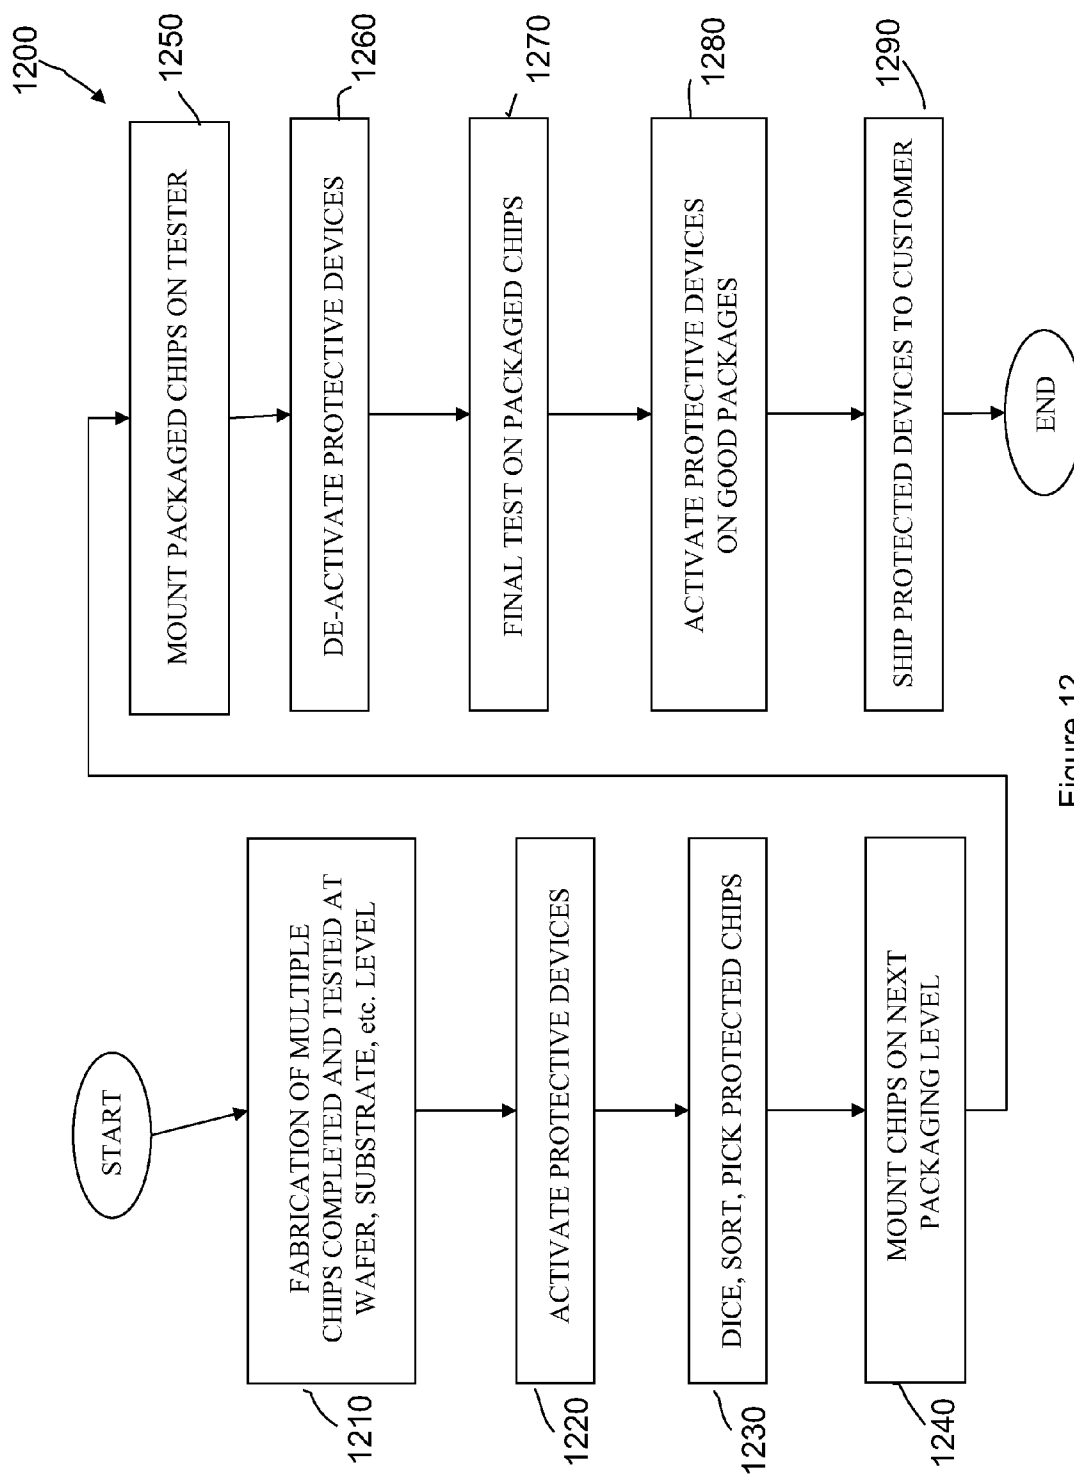 1200
START
FABRICATION OF MULTIPLE
CHIPS COMPLETED AND TESTED AT
WAFER, SUBSTRATE, etc. LEVEL
1210
ACTIVATE PROTECTIVE DEVICES
1220
DICE, SORT, PICK PROTECTED CHIPS
1230
MOUNT CHIPS ON NEXT
PACKAGING LEVEL
1240
MOUNT PACKAGED CHIPS ON TESTER
1250
DE-ACTIVATE PROTECTIVE DEVICES
1260
FINAL TEST ON PACKAGED CHIPS
1270
ACTIVATE PROTECTIVE DEVICES
ON GOOD PACKAGES
1280
SHIP PROTECTED DEVICES TO CUSTOMER
1290
END
Figure 12